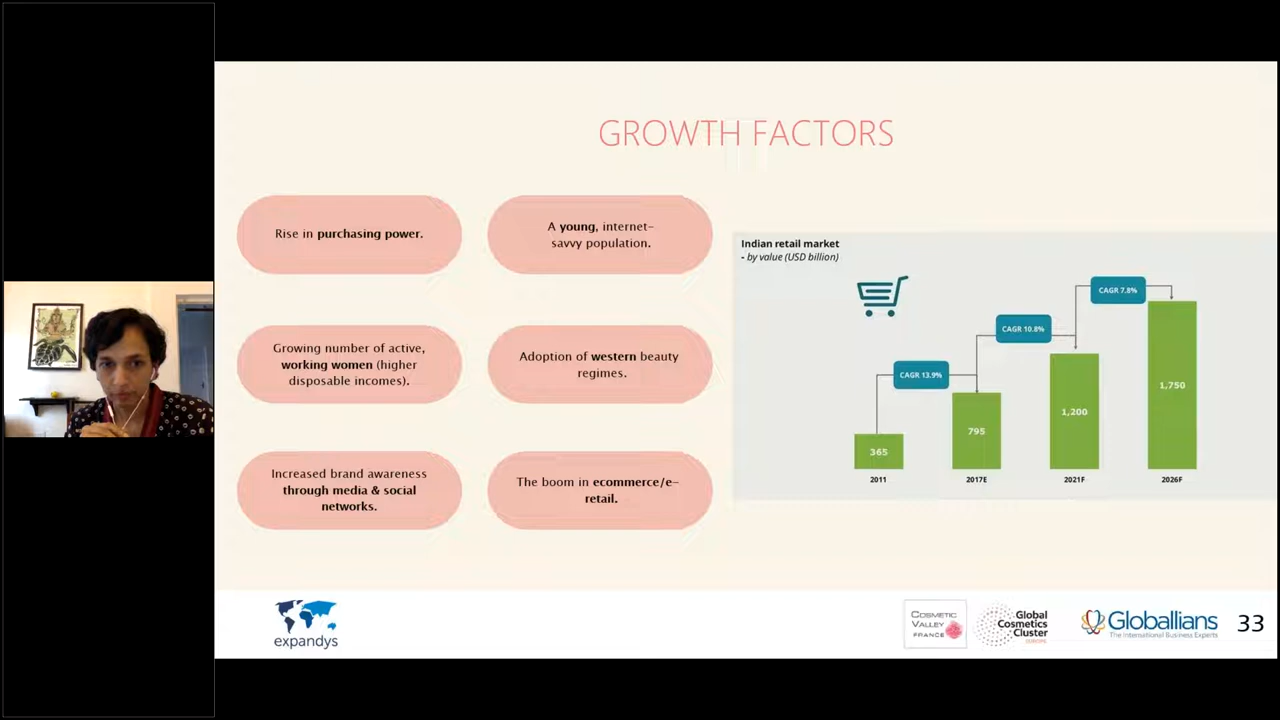 GROWTH FACTORS
Rise in purchasing power.
A young, internet–
savvy population.
Growing number of active,
working women (higher
disposable incomes).
Adoption of western beauty
regimes.
Increased brand awareness
through media & social
networks.
The boom in ecommerce/e–
retail.
Indian retail market
- by value (USD billion)
CAGR 7.8%
CAGR 10.8%
CAGR 13.9%
365
795
1,200
1,750
2011
2017E
2021F
2026F
expandys
COSMETIC
VALLEY
FRANCE
Global
Cosmetics
Cluster
EUROPE
Globallians
The International Business Experts
33